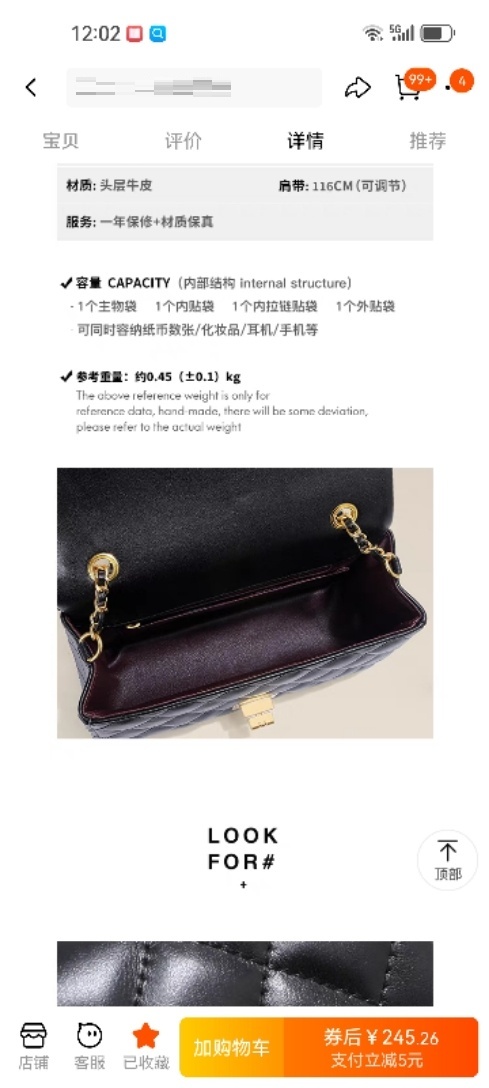 12:02
5G
99+
4
宝贝 评价 详情 推荐
材质: 头层牛皮 肩带: 116CM(可调节)
服务: 一年保修+材质保真
容量 CAPACITY（内部结构 internal structure）
· 1个主物袋 1个内贴袋 1个内拉链贴袋 1个外贴袋
· 可同时容纳纸币数张/化妆品/耳机/手机等
参考重量：约0.45（±0.1）kg
The above reference weight is only for
reference data, hand-made, there will be some deviation,
please refer to the actual weight
LOOK
FOR#
+
顶部
店铺 客服 已收藏 加购物车 券后￥245.26
支付立减5元